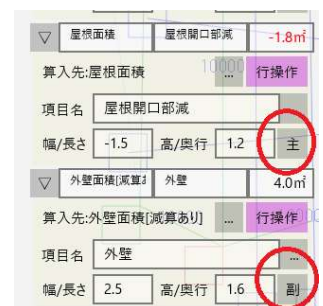 ▽ 屋根面積 屋根開口部減 -1.8㎡
算入先:屋根面積 ... 行操作
項目名 屋根開口部減
幅/長さ -1.5 高/奥行 1.2 主
▽ 外壁面積[減算あ 外壁 4.0㎡
算入先:外壁面積[減算あり] ... 行操作
項目名 外壁 ...
幅/長さ 2.5 高/奥行 1.6 副